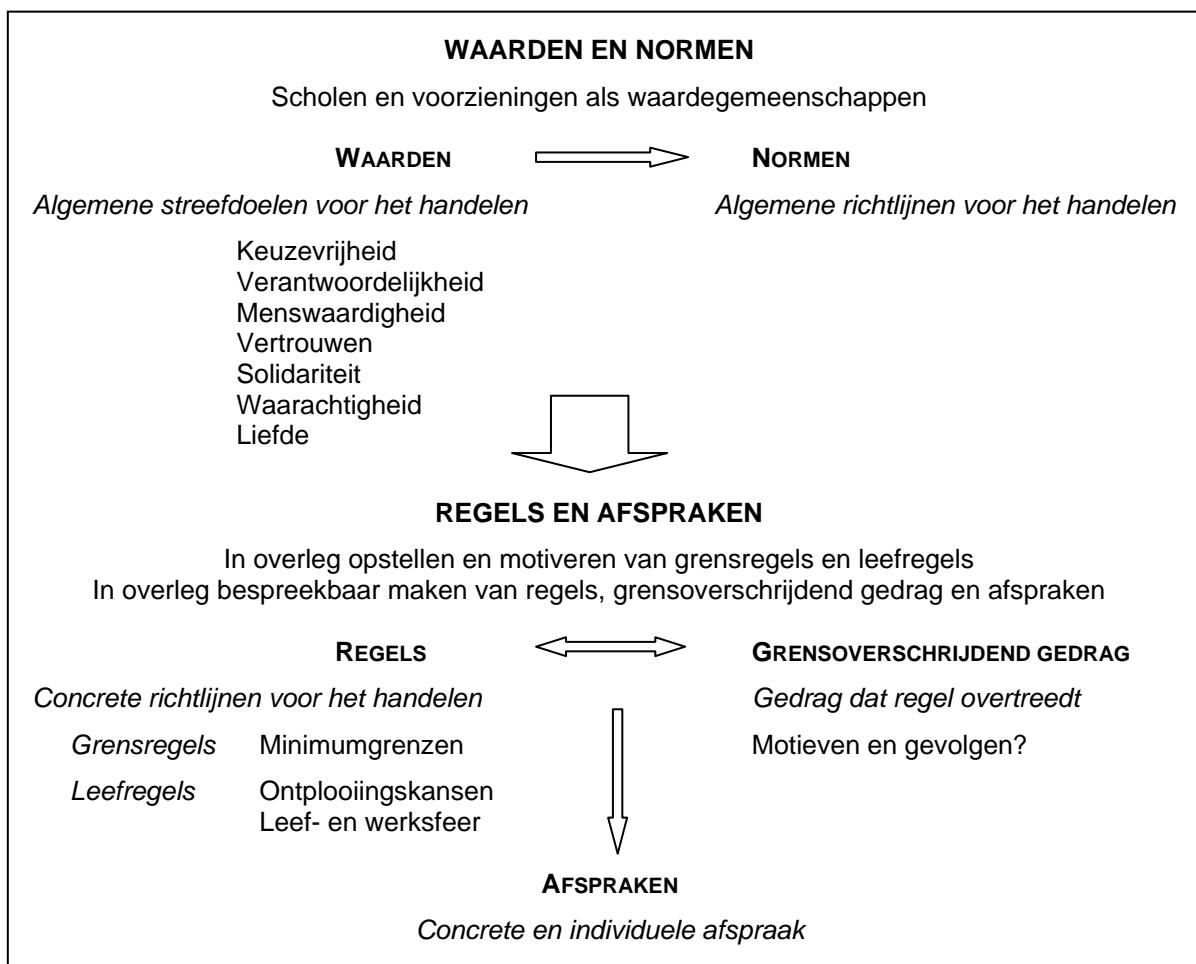 WAARDEN EN NORMEN
Scholen en voorzieningen als waardegemeenschappen
WAARDEN NORMEN
Algemene streefdoelen voor het handelen Algemene richtlijnen voor het handelen
Keuzevrijheid
Verantwoordelijkheid
Menswaardigheid
Vertrouwen
Solidariteit
Waarachtigheid
Liefde
REGELS EN AFSPRAKEN
In overleg opstellen en motiveren van grensregels en leefregels
In overleg bespreekbaar maken van regels, grensoverschrijdend gedrag en afspraken
REGELS GRENSOVERSCHRIJDEND GEDRAG
Concrete richtlijnen voor het handelen Gedrag dat regel overtreedt
Grensregels Minimumgrenzen Motieven en gevolgen?
Leefregels Ontplooiingskansen
Leef- en werksfeer
AFSPRAKEN
Concrete en individuele afspraak